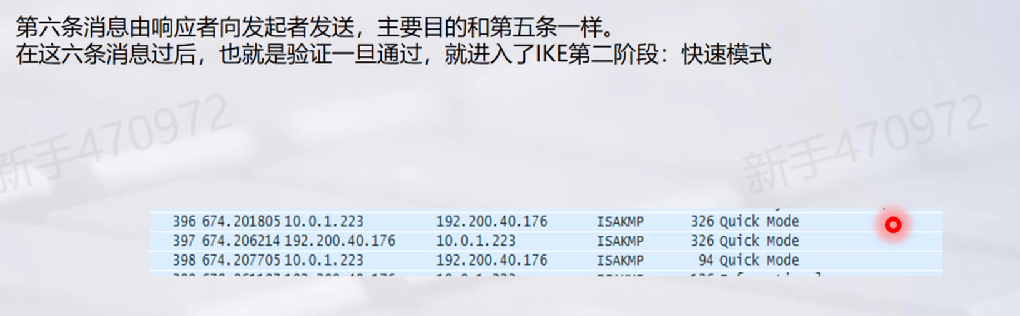 第六条消息由响应者向发起者发送，主要目的和第五条一样。
在这六条消息过后，也就是验证一旦通过，就进入了IKE第二阶段：快速模式
新手470972
新手470972
396 674.201805 10.0.1.223 192.200.40.176 ISAKMP 326 Quick Mode
397 674.206214 192.200.40.176 10.0.1.223 ISAKMP 326 Quick Mode
398 674.207705 10.0.1.223 192.200.40.176 ISAKMP 94 Quick Mode